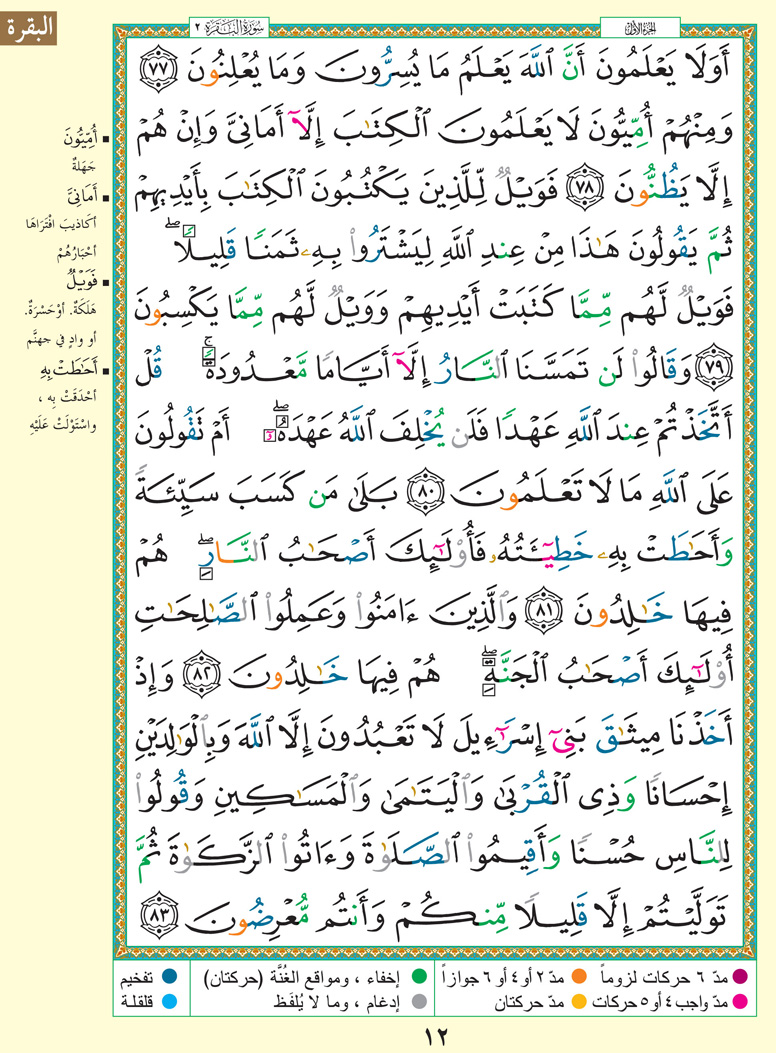 البقرة
سُورَةُ البَقَرَة ٢
الجزء الأول
أَوَلَا يَعْلَمُونَ أَنَّ ٱللَّهَ يَعْلَمُ مَا يُسِرُّونَ وَمَا يُعْلِنُونَ ٧٧
وَمِنْهُمْ أُمِّيُّونَ لَا يَعْلَمُونَ ٱلْكِتَٰبَ إِلَّآ أَمَانِىَّ وَإِنْ هُمْ
إِلَّا يَظُنُّونَ ٧٨ فَوَيْلٌ لِّلَّذِينَ يَكْتُبُونَ ٱلْكِتَٰبَ بِأَيْدِيهِمْ
ثُمَّ يَقُولُونَ هَٰذَا مِنْ عِندِ ٱللَّهِ لِيَشْتَرُوا۟ بِهِۦ ثَمَنًا قَلِيلًا ۖ
فَوَيْلٌ لَّهُم مِّمَّا كَتَبَتْ أَيْدِيهِمْ وَوَيْلٌ لَّهُم مِّمَّا يَكْسِبُونَ
٧٩ وَقَالُوا۟ لَن تَمَسَّنَا ٱلنَّارُ إِلَّآ أَيَّامًا مَّعْدُودَةً ۚ قُلْ
أَتَّخَذْتُمْ عِندَ ٱللَّهِ عَهْدًا فَلَن يُخْلِفَ ٱللَّهُ عَهْدَهُۥٓ ۖ أَمْ تَقُولُونَ
عَلَى ٱللَّهِ مَا لَا تَعْلَمُونَ ٨٠ بَلَىٰ مَن كَسَبَ سَيِّئَةً
وَأَحَٰطَتْ بِهِۦ خَطِيٓـَٔتُهُۥ فَأُو۟لَٰٓئِكَ أَصْحَٰبُ ٱلنَّارِ ۖ هُمْ
فِيهَا خَٰلِدُونَ ٨١ وَٱلَّذِينَ ءَامَنُوا۟ وَعَمِلُوا۟ ٱلصَّٰلِحَٰتِ
أُو۟لَٰٓئِكَ أَصْحَٰبُ ٱلْجَنَّةِ ۖ هُمْ فِيهَا خَٰلِدُونَ ٨٢ وَإِذْ
أَخَذْنَا مِيثَٰقَ بَنِىٓ إِسْرَٰٓءِيلَ لَا تَعْبُدُونَ إِلَّا ٱللَّهَ وَبِٱلْوَٰلِدَيْنِ
إِحْسَانًا وَذِى ٱلْقُرْبَىٰ وَٱلْيَتَٰمَىٰ وَٱلْمَسَٰكِينِ وَقُولُوا۟
لِلنَّاسِ حُسْنًا وَأَقِيمُوا۟ ٱلصَّلَوٰةَ وَءَاتُوا۟ ٱلزَّكَوٰةَ ثُمَّ
تَوَلَّيْتُمْ إِلَّا قَلِيلًا مِّنكُمْ وَأَنتُم مُّعْرِضُونَ ٨٣
أُمِّيُّونَ
جَهَلَةٌ
أَمَانِىَّ
أكاذيبَ افْتَرَاهَا
أحْبَارُهُمْ
فَوَيْلٌ
هَلَكَةٌ. أوْحَسْرَةٌ.
أو وادٍ في جهنَّم
أَحَٰطَتْ بِهِ
أحْدَقَتْ بِه ،
واسْتَوْلَتْ عَلَيْهِ
مدّ ٦ حركات لزوماً مدّ ٢ أو ٤ أو ٦ جوازاً إخفاء ، ومواقع الغُنَّة (حركتان) تفخيم
مدّ واجب ٤ أو ٥ حركات مدّ حركتان إدغام ، وما لا يُلفَظ قلقلة
١٢